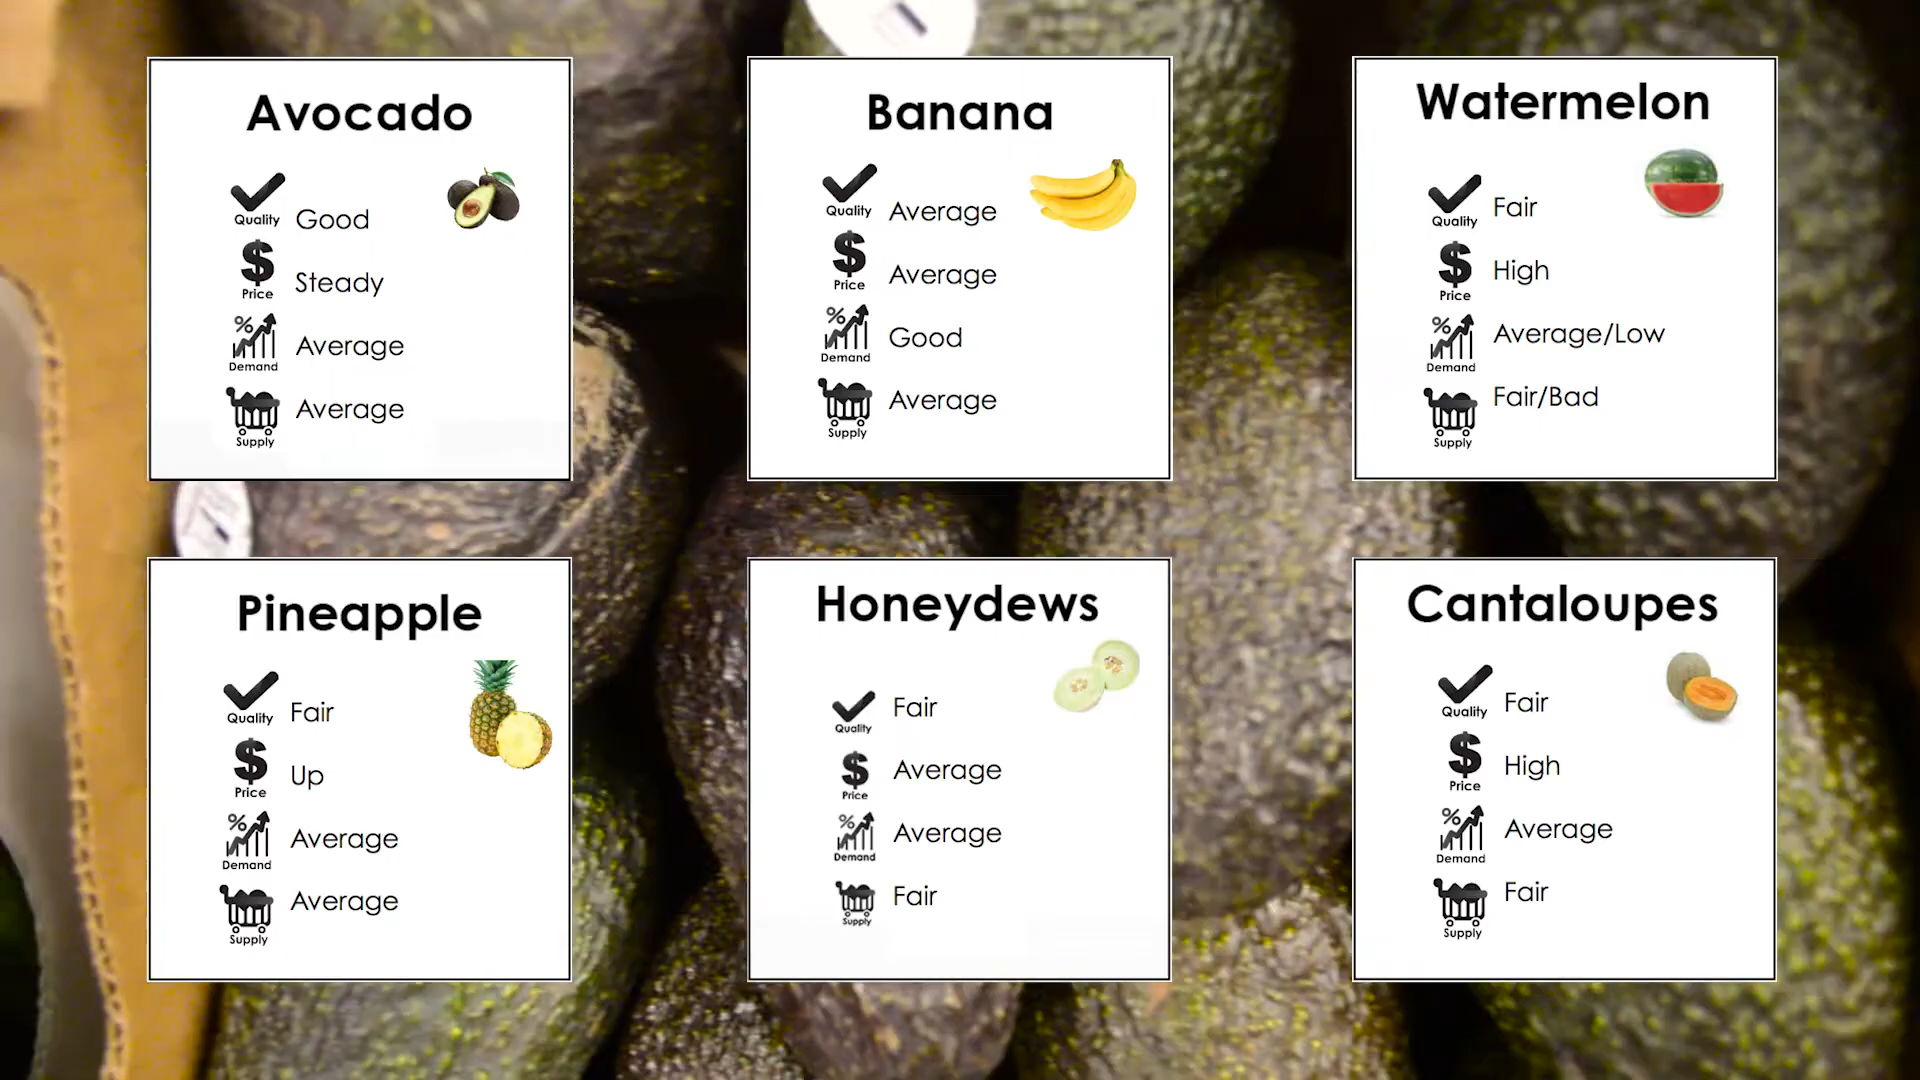 Avocado
Quality Good
Price Steady
Demand Average
Supply Average
Banana
Quality Average
Price Average
Demand Good
Supply Average
Watermelon
Quality Fair
Price High
% Demand Average/Low
Supply Fair/Bad
Pineapple
Quality Fair
Price Up
Demand Average
Supply Average
Honeydews
Quality Fair
Price Average
Demand Average
Supply Fair
Cantaloupes
Quality Fair
Price High
Demand Average
Supply Fair